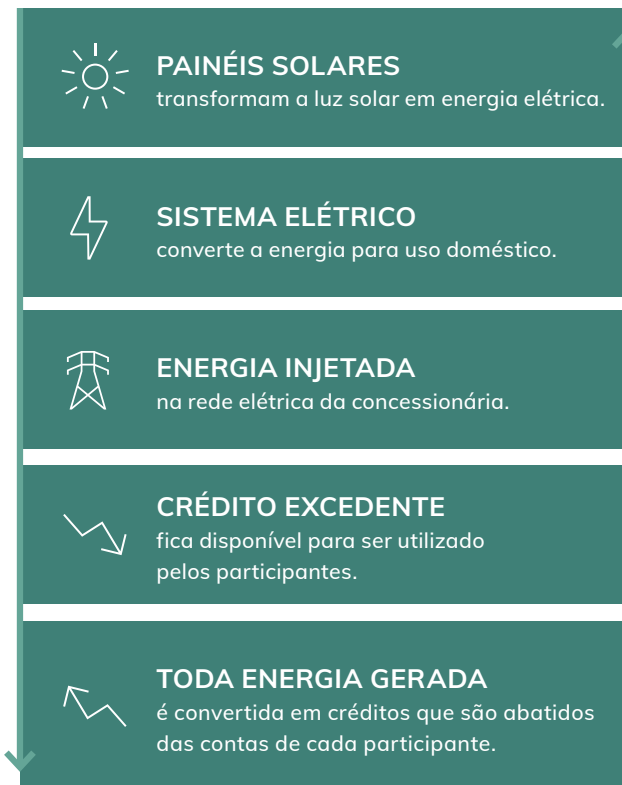 PAINÉIS SOLARES
transformam a luz solar em energia elétrica.
SISTEMA ELÉTRICO
converte a energia para uso doméstico.
ENERGIA INJETADA
na rede elétrica da concessionária.
CRÉDITO EXCEDENTE
fica disponível para ser utilizado
pelos participantes.
TODA ENERGIA GERADA
é convertida em créditos que são abatidos
das contas de cada participante.